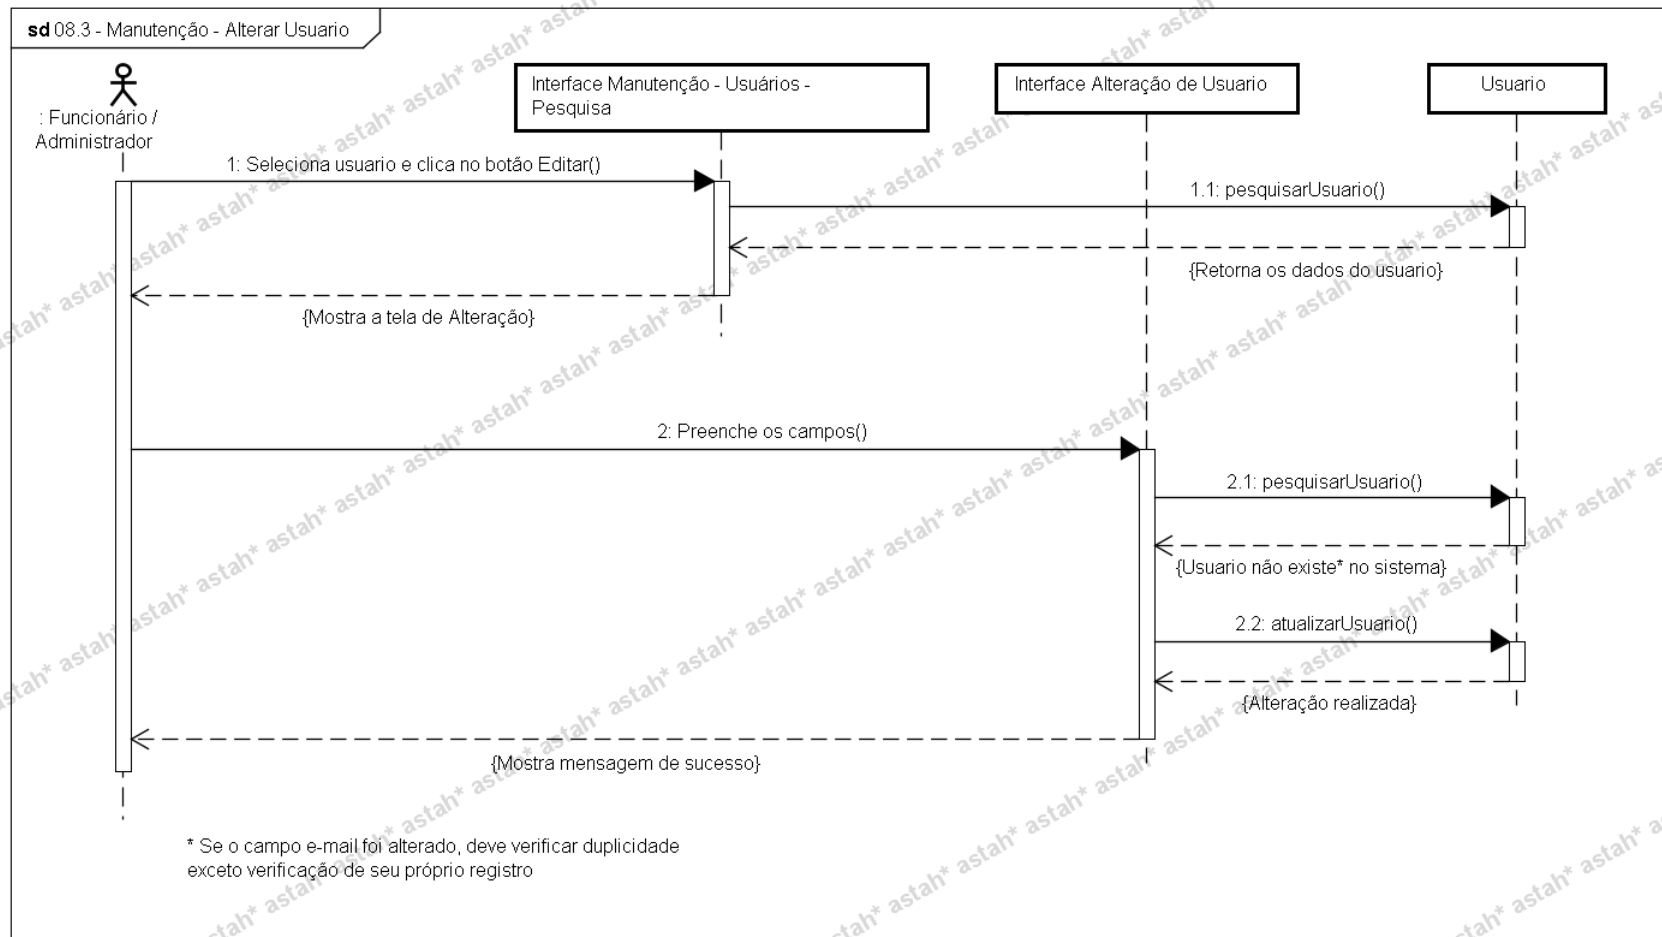 sd 08.3 - Manutenção - Alterar Usuario
: Funcionário /
Administrador
Interface Manutenção - Usuários -
Pesquisa
Interface Alteração de Usuario
Usuario
1: Seleciona usuario e clica no botão Editar()
1.1: pesquisarUsuario()
{Retorna os dados do usuario}
{Mostra a tela de Alteração}
2: Preenche os campos()
2.1: pesquisarUsuario()
{Usuario não existe* no sistema}
2.2: atualizarUsuario()
{Alteração realizada}
{Mostra mensagem de sucesso}
* Se o campo e-mail foi alterado, deve verificar duplicidade
exceto verificação de seu próprio registro